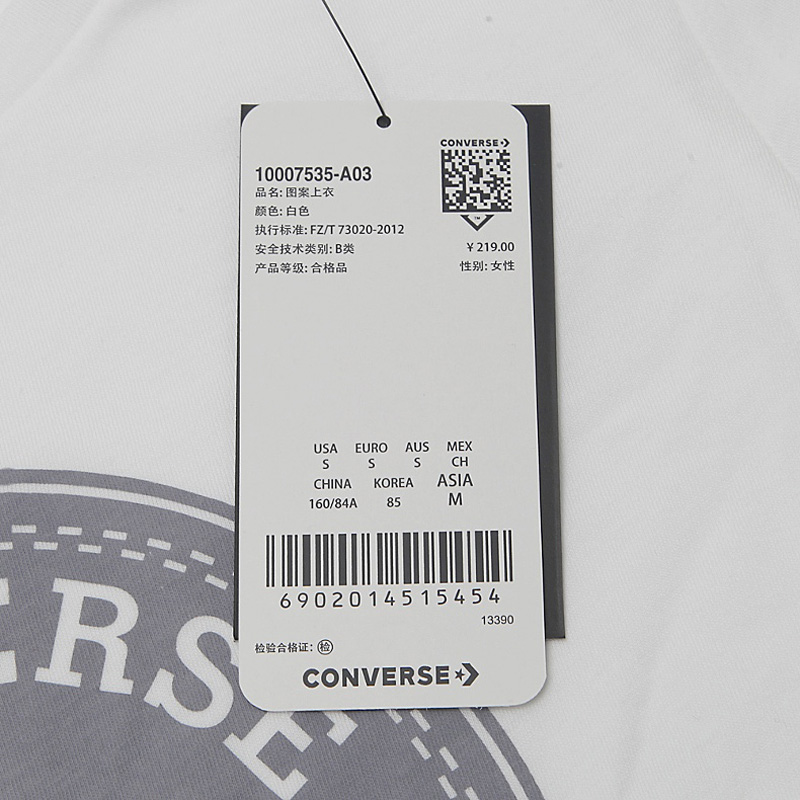 CONVERSE
10007535-A03
品名: 图案上衣
颜色: 白色
执行标准: FZ/T 73020-2012
安全技术类别: B类
¥ 219.00
产品等级: 合格品
性别: 女性
USA EURO AUS MEX
S S S CH
CHINA KOREA ASIA
160/84A 85 M
6902014515454
13390
检验合格证: 检
CONVERSE
ERSE